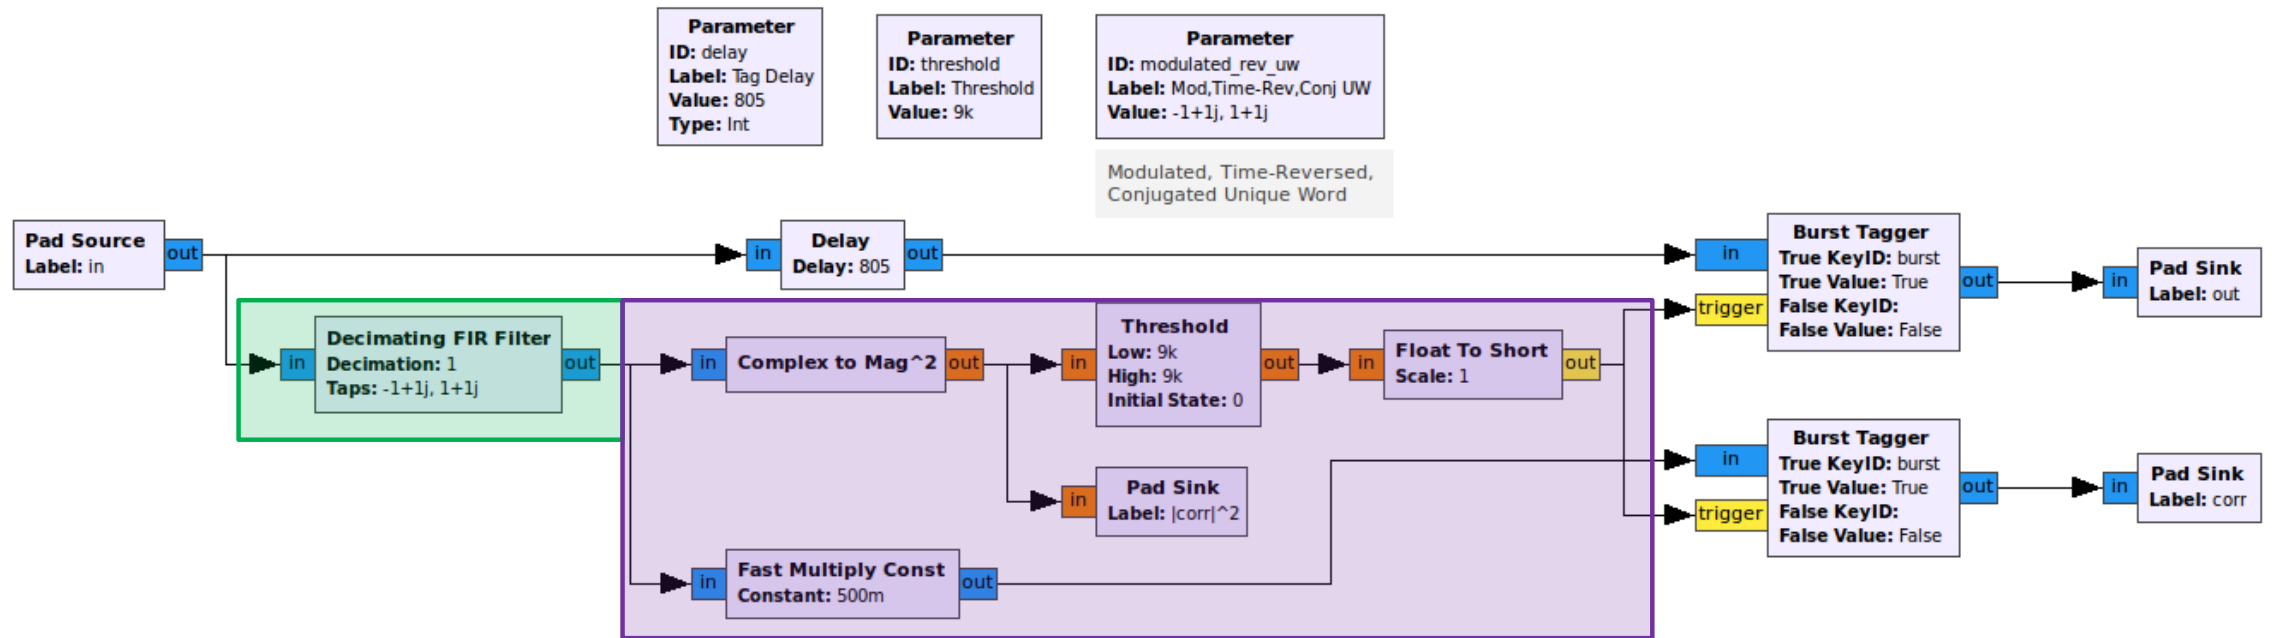 Parameter
ID: delay
Label: Tag Delay
Value: 805
Type: Int
Parameter
ID: threshold
Label: Threshold
Value: 9k
Parameter
ID: modulated_rev_uw
Label: Mod,Time-Rev,Conj UW
Value: -1+1j, 1+1j
Modulated, Time-Reversed,
Conjugated Unique Word
Pad Source
Label: in
out
in
Delay
Delay: 805
out
in
trigger
Burst Tagger
True KeyID: burst
True Value: True
False KeyID:
False Value: False
out
in
Pad Sink
Label: out
in
Decimating FIR Filter
Decimation: 1
Taps: -1+1j, 1+1j
out
in
Complex to Mag^2
out
in
Threshold
Low: 9k
High: 9k
Initial State: 0
out
in
Float To Short
Scale: 1
out
in
Pad Sink
Label: |corr|^2
in
Fast Multiply Const
Constant: 500m
out
in
trigger
Burst Tagger
True KeyID: burst
True Value: True
False KeyID:
False Value: False
out
in
Pad Sink
Label: corr